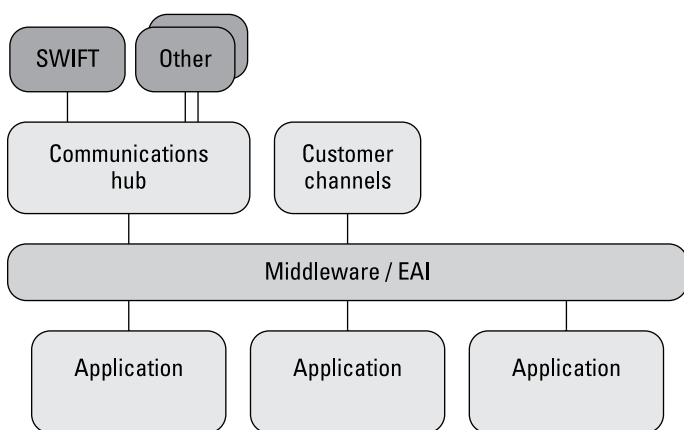 SWIFT
Other
Communications
hub
Customer
channels
Middleware / EAI
Application
Application
Application